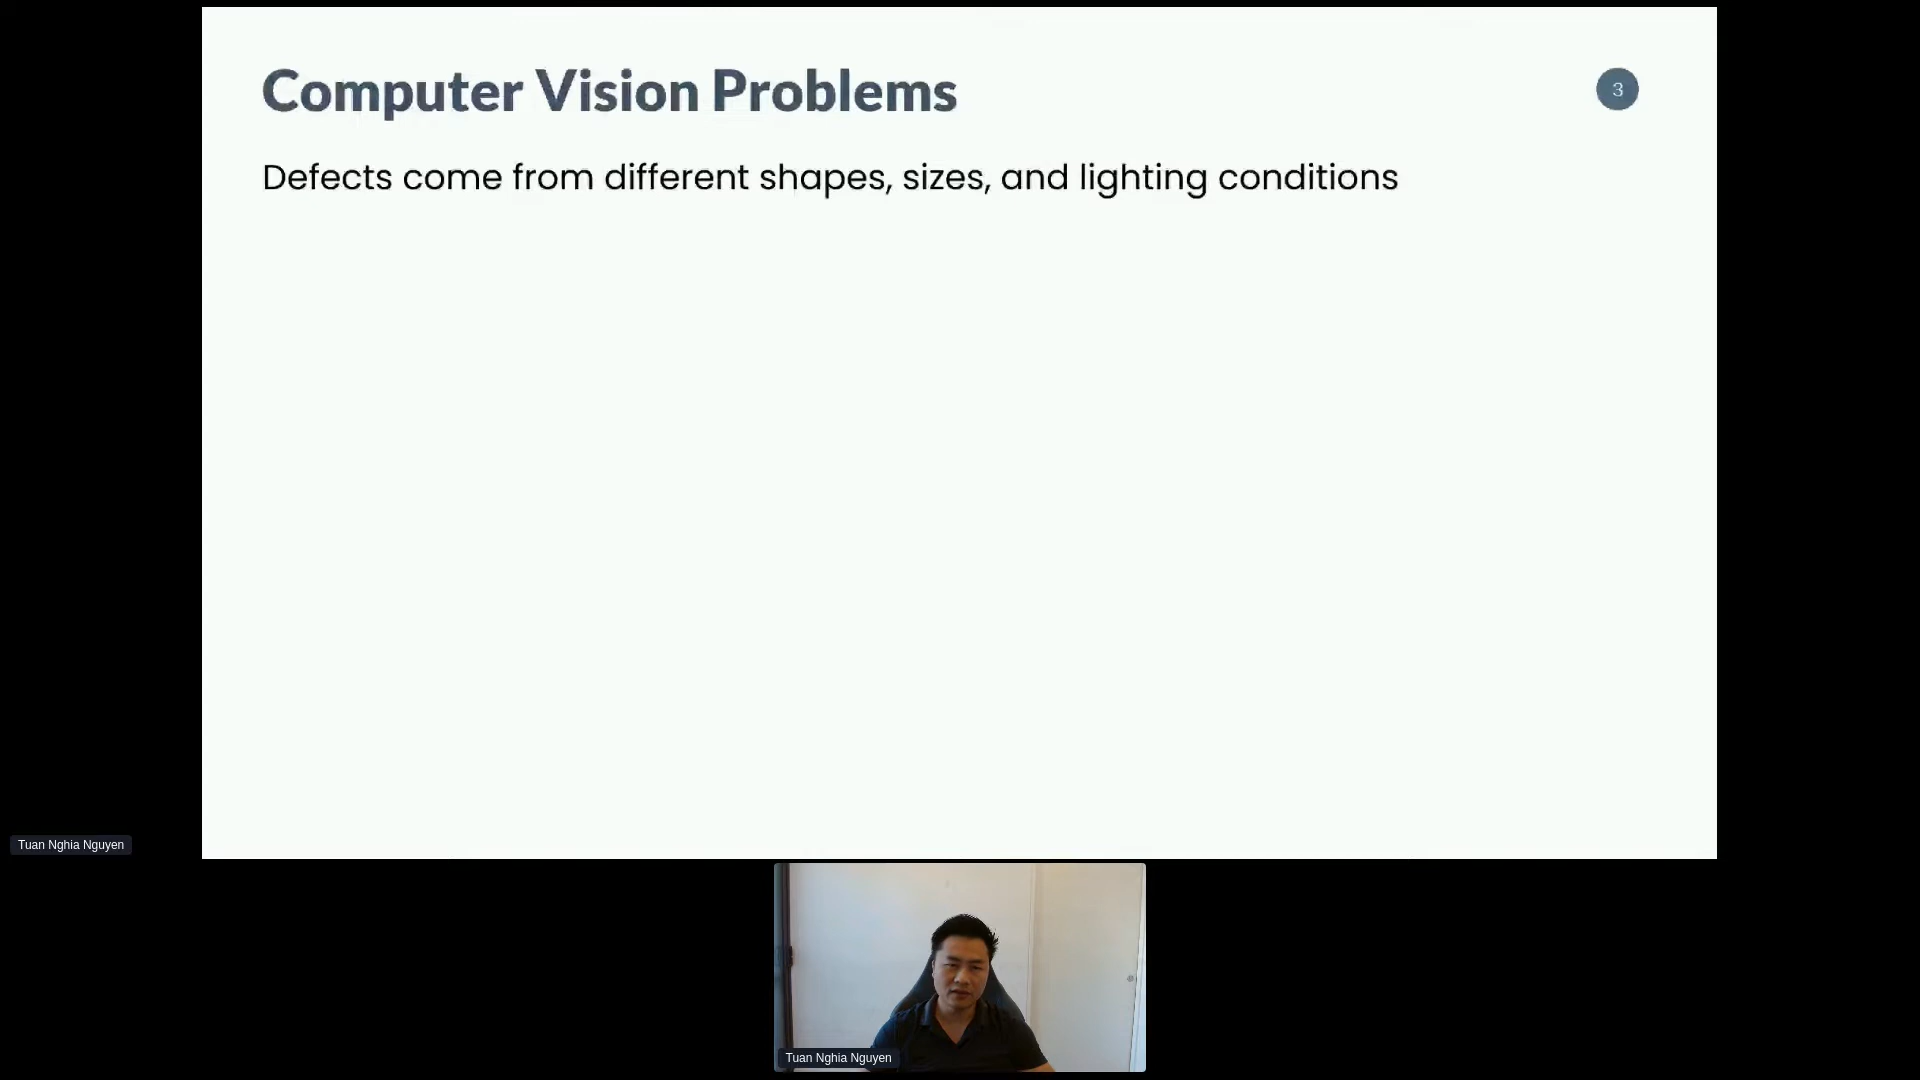 Computer Vision Problems
3
Defects come from different shapes, sizes, and lighting conditions
Tuan Nghia Nguyen
Tuan Nghia Nguyen